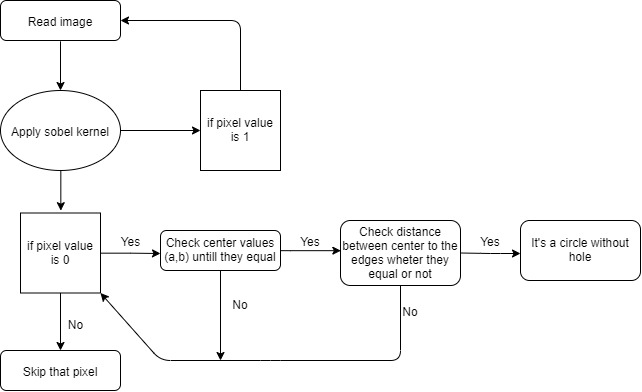 Read image
Apply sobel kernel
if pixel value
is 1
if pixel value
is 0
Yes
Check center values
(a,b) untill they equal
Yes
Check distance
between center to the
edges wheter they
equal or not
Yes
It's a circle without
hole
No
No
No
Skip that pixel